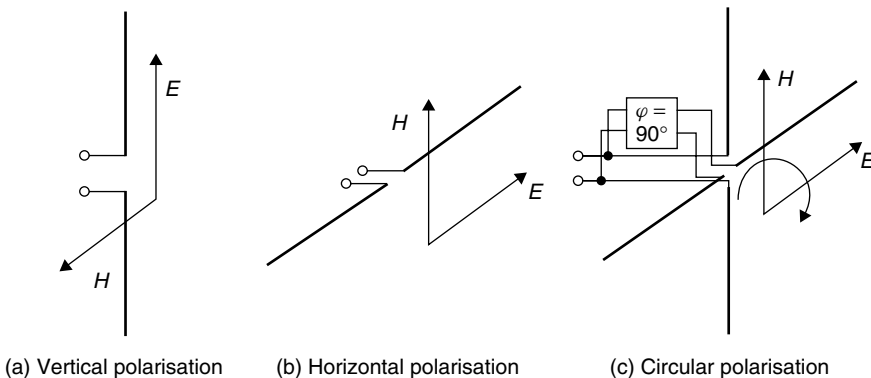 E
H
(a) Vertical polarisation
H
E
(b) Horizontal polarisation
φ =
90°
H
E
(c) Circular polarisation